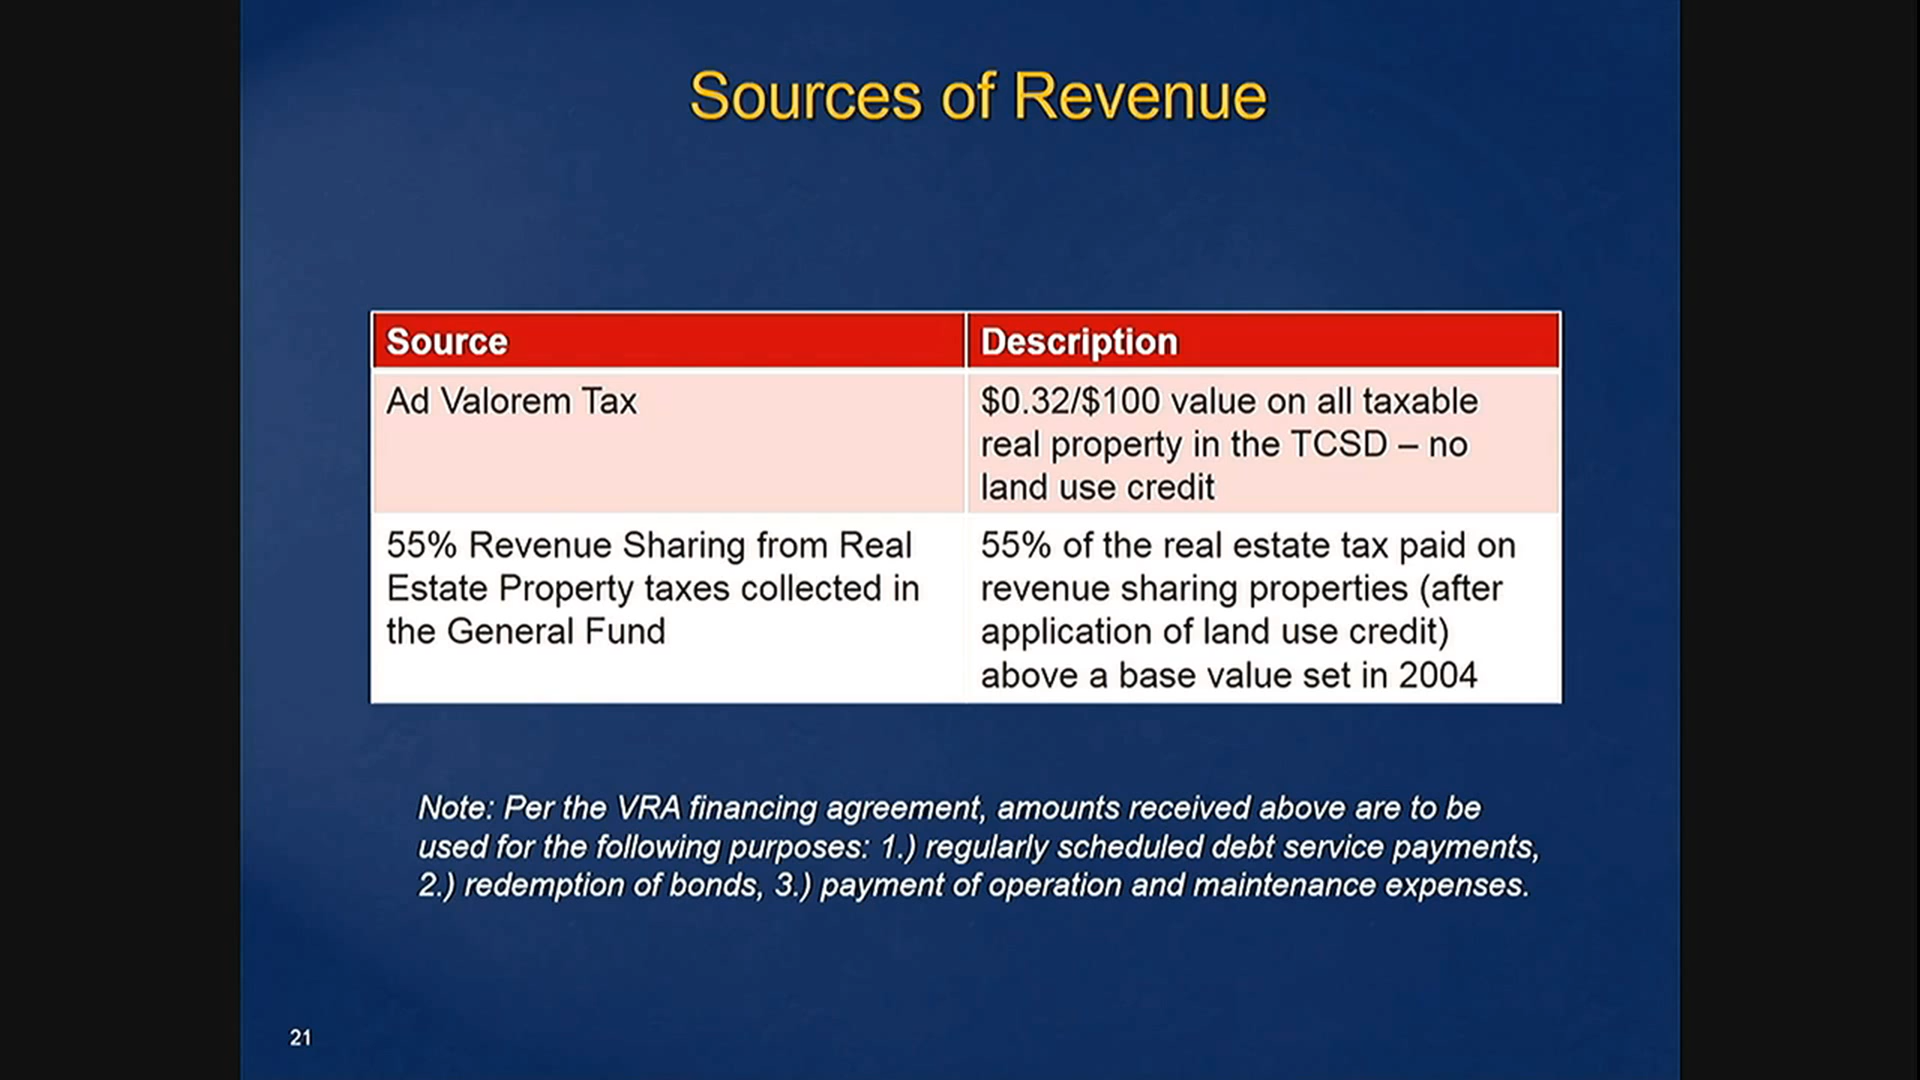 Sources of Revenue
Source
Description
Ad Valorem Tax
$0.32/$100 value on all taxable
real property in the TCSD – no
land use credit
55% Revenue Sharing from Real
Estate Property taxes collected in
the General Fund
55% of the real estate tax paid on
revenue sharing properties (after
application of land use credit)
above a base value set in 2004
Note: Per the VRA financing agreement, amounts received above are to be
used for the following purposes: 1.) regularly scheduled debt service payments,
2.) redemption of bonds, 3.) payment of operation and maintenance expenses.
21